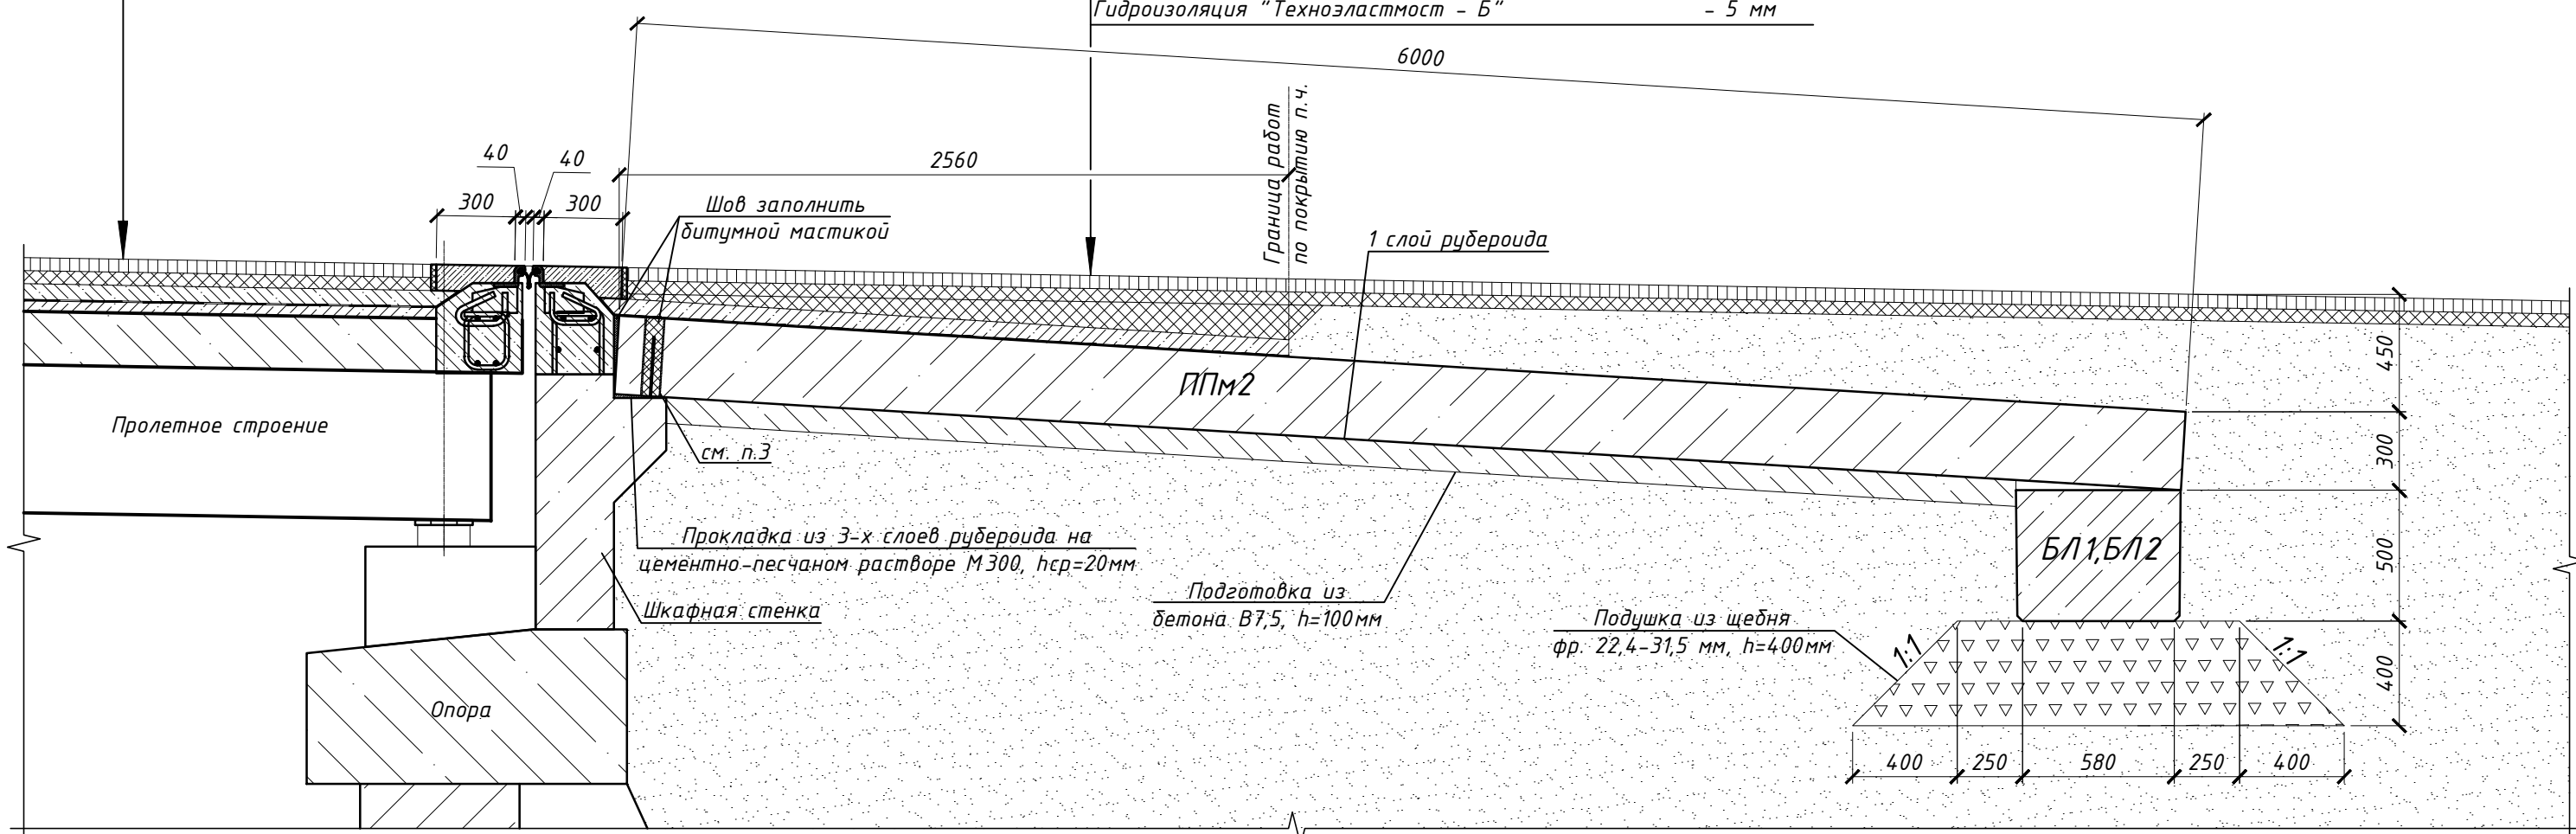 Гидроизоляция "Техноэластмост - Б" - 5 мм
6000
Граница работ
по покрытию п.ч.
40
40
2560
300
300
Шов заполнить
битумной мастикой
1 слой рубероида
450
ППм2
Пролетное строение
см. п.3
300
Прокладка из 3-х слоев рубероида на
цементно-песчаном растворе М300, hср=20мм
БЛ1,БЛ2
500
Шкафная стенка
Подготовка из
бетона В7,5, h=100мм
Подушка из щебня
фр. 22,4-31,5 мм, h=400мм
1:1
1:1
400
Опора
400
250
580
250
400